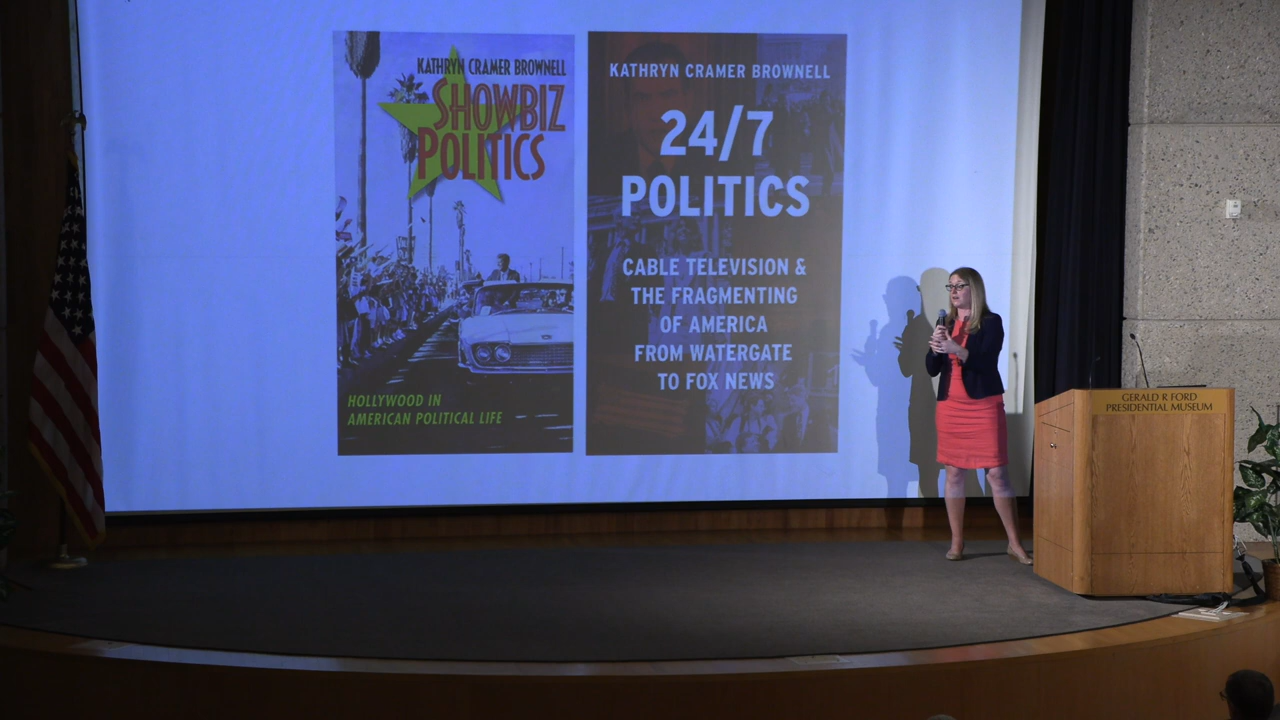 KATHRYN CRAMER BROWNELL
SHOWBIZ
POLITICS
HOLLYWOOD IN
AMERICAN POLITICAL LIFE
KATHRYN CRAMER BROWNELL
24/7
POLITICS
CABLE TELEVISION &
THE FRAGMENTING
OF AMERICA
FROM WATERGATE
TO FOX NEWS
GERALD R FORD
PRESIDENTIAL MUSEUM